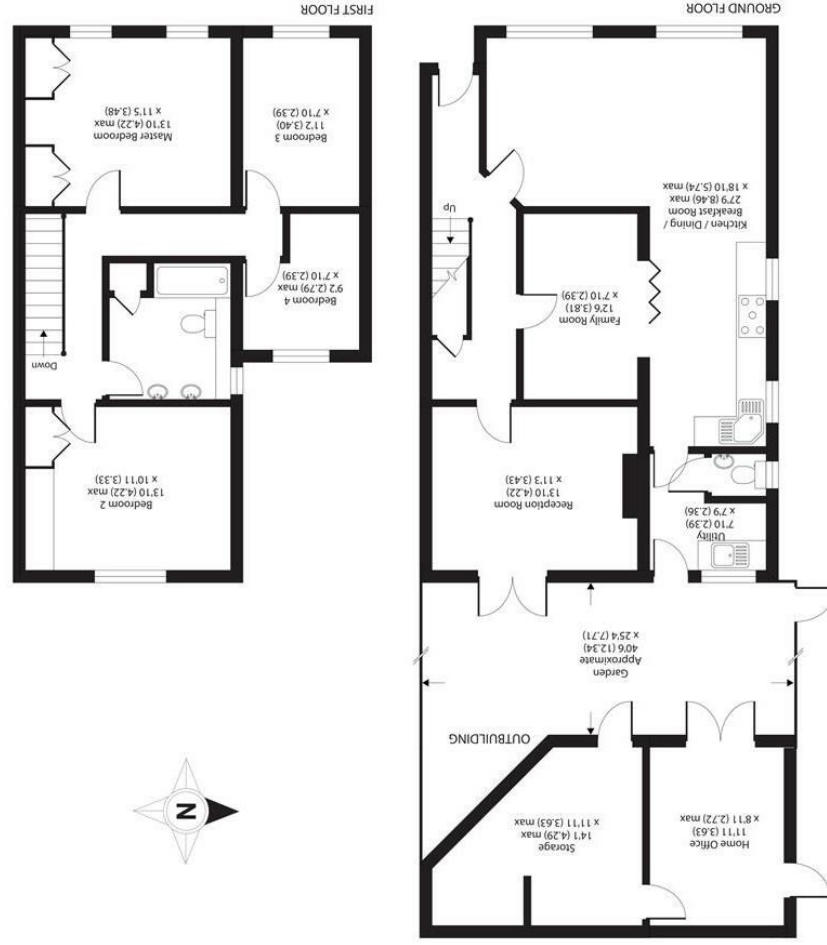 Home Office
11'11 (3.63)
x 8'11 (2.72) max
Storage
14'1 (4.29) max
x 11'11 (3.63) max
OUTBUILDING
Garden
Approximate
40'6 (12.34)
x 25'4 (7.71)
Utility
7'10 (2.39)
x 7'9 (2.36)
Reception Room
13'10 (4.22)
x 11'3 (3.43)
Family Room
12'6 (3.81)
x 7'10 (2.39)
Kitchen / Dining /
Breakfast Room
27'9 (8.46) max
x 18'10 (5.74) max
Up
GROUND FLOOR
N
Bedroom 2
13'10 (4.22) max
x 10'11 (3.33)
Down
Bedroom 4
9'2 (2.79) max
x 7'10 (2.39)
Bedroom 3
11'2 (3.40)
x 7'10 (2.39)
Master Bedroom
13'10 (4.22) max
x 11'5 (3.48)
FIRST FLOOR